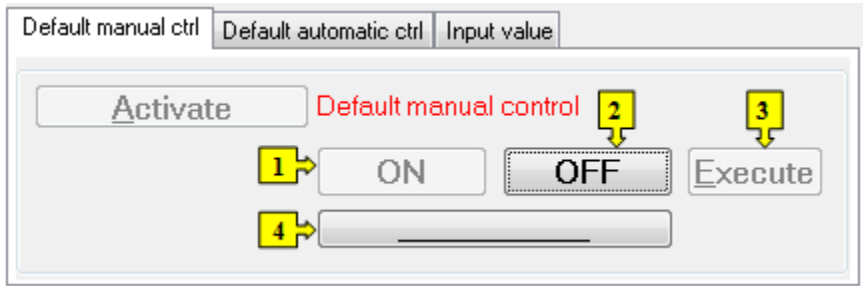 Default manual ctrl Default automatic ctrl Input value
Activate Default manual control 2 3
1 ON OFF Execute
4 ____________